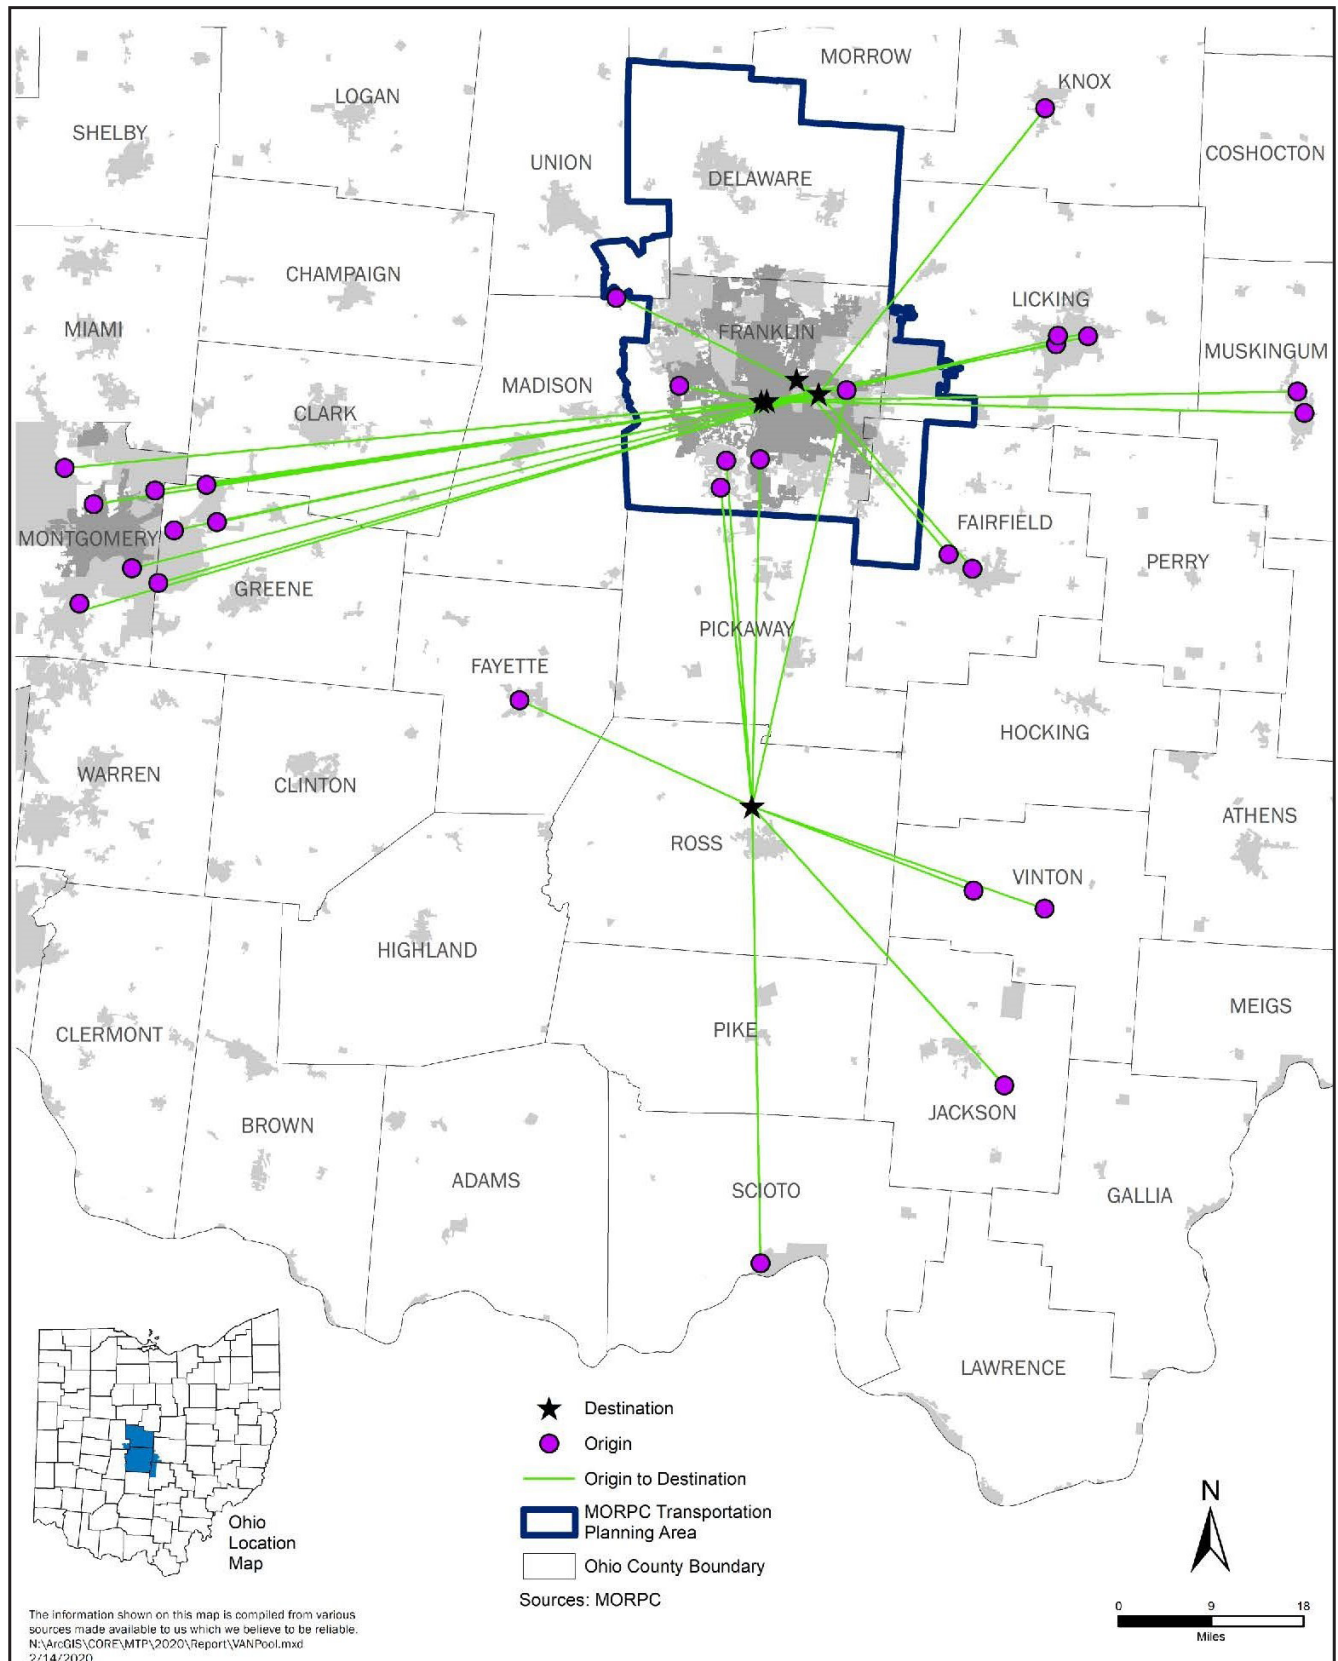 MORROW
KNOX
LOGAN
SHELBY
COSHOCTON
UNION
DELAWARE
CHAMPAIGN
LICKING
MIAMI
FRANKLIN
MUSKINGUM
MADISON
CLARK
FAIRFIELD
MONTGOMERY
PERRY
GREENE
PICKAWAY
FAYETTE
HOCKING
WARREN
CLINTON
ATHENS
ROSS
VINTON
HIGHLAND
MEIGS
PIKE
CLERMONT
JACKSON
BROWN
ADAMS
SCIOTO
GALLIA
LAWRENCE
Destination
Origin
Origin to Destination
MORPC Transportation
Planning Area
Ohio County Boundary
Sources: MORPC
Ohio
Location
Map
N
0 9 18
Miles
The information shown on this map is compiled from various
sources made available to us which we believe to be reliable.
N:\ArcGIS\CORE\MTP\2020\Report\VANPool.mxd
2/14/2020